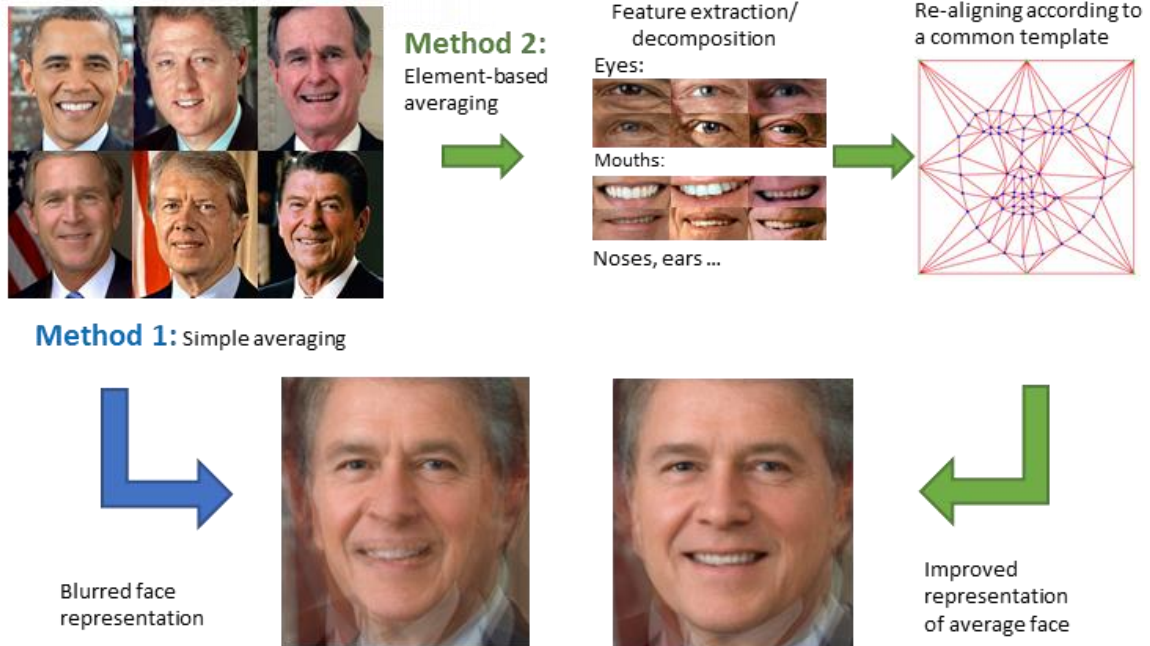 Method 2:
Element-based
averaging
Feature extraction/
decomposition
Eyes:
Mouths:
Noses, ears ...
Re-aligning according to
a common template
Method 1: Simple averaging
Blurred face
representation
Improved
representation
of average face